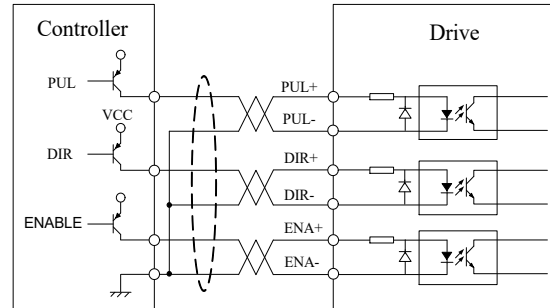 Controller
Drive
PUL
PUL+
VCC
PUL-
DIR
DIR+
DIR-
ENABLE
ENA+
ENA-